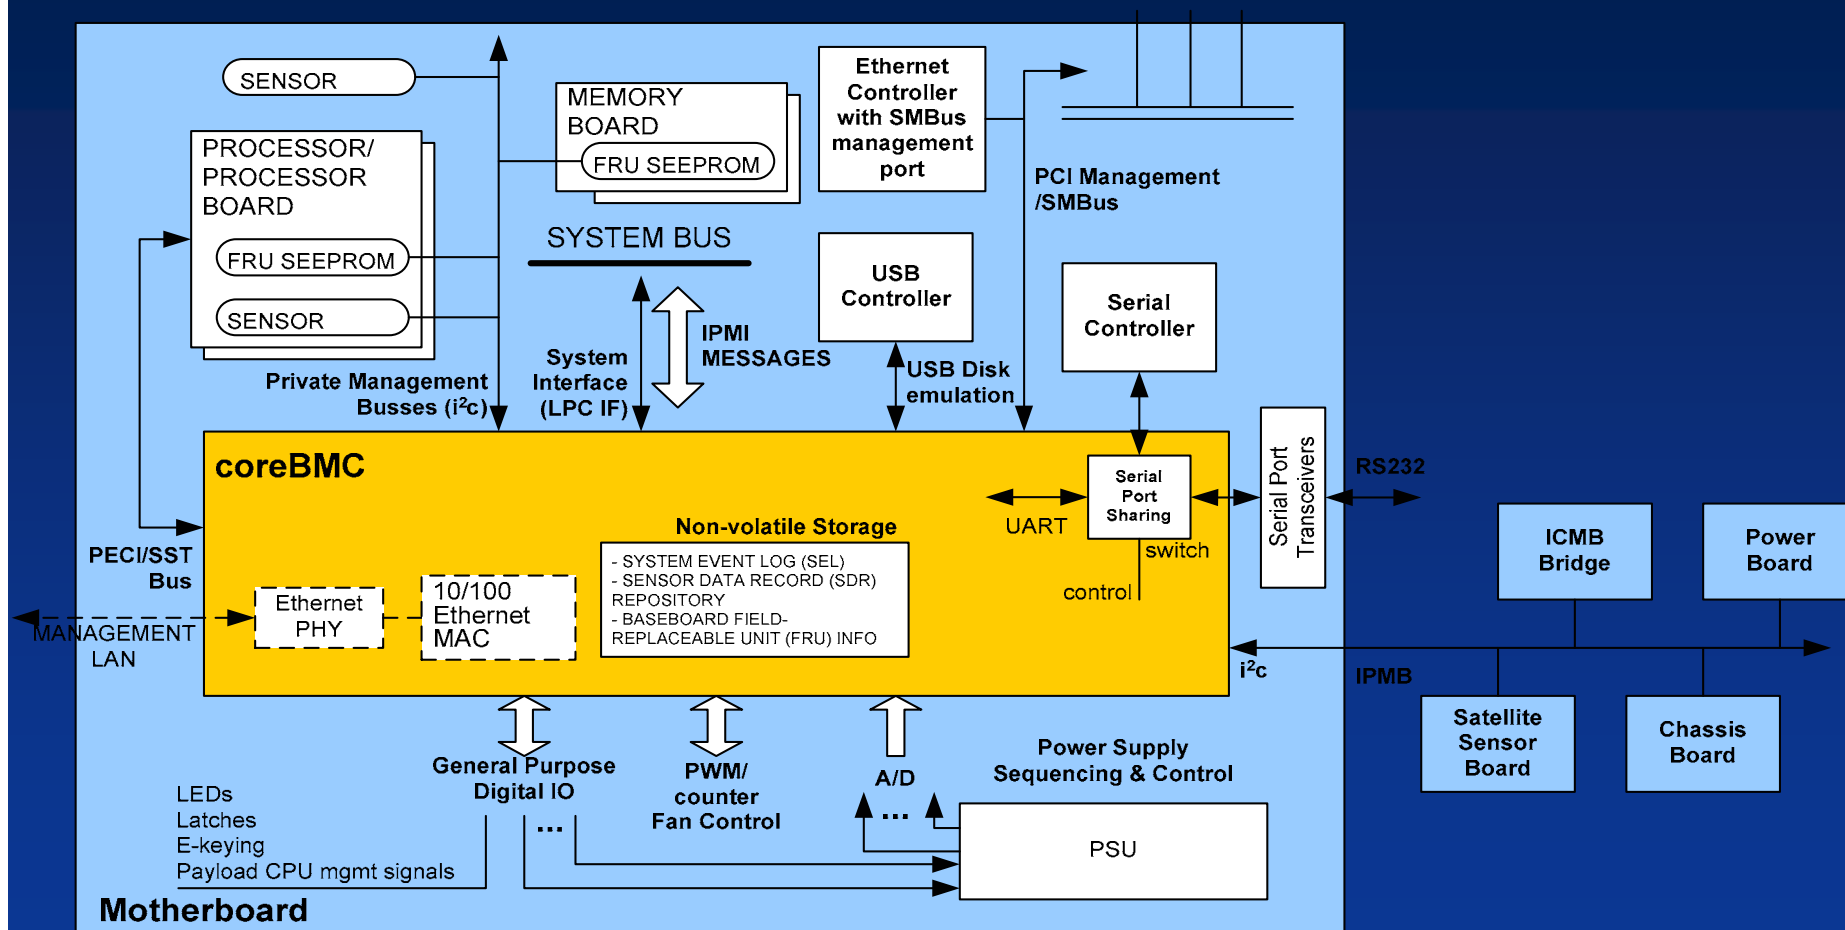 SENSOR
PROCESSOR/
PROCESSOR
BOARD
FRU SEEPROM
SENSOR
MEMORY
BOARD
FRU SEEPROM
Ethernet
Controller
with SMBus
management
port
PCI Management
/SMBus
SYSTEM BUS
USB
Controller
Serial
Controller
IPMI
MESSAGES
System
Interface
(LPC IF)
Private Management
Busses (i²c)
USB Disk
emulation
coreBMC
Serial
Port
Sharing
UART
switch
control
Serial Port
Transceivers
RS232
PECI/SST
Bus
Non-volatile Storage
- SYSTEM EVENT LOG (SEL)
- SENSOR DATA RECORD (SDR)
REPOSITORY
- BASEBOARD FIELD-
REPLACEABLE UNIT (FRU) INFO
Ethernet
PHY
10/100
Ethernet
MAC
MANAGEMENT
LAN
ICMB
Bridge
Power
Board
i²c
IPMB
Satellite
Sensor
Board
Chassis
Board
General Purpose
Digital IO
...
PWM/
counter
Fan Control
A/D
...
Power Supply
Sequencing & Control
PSU
LEDs
Latches
E-keying
Payload CPU mgmt signals
Motherboard